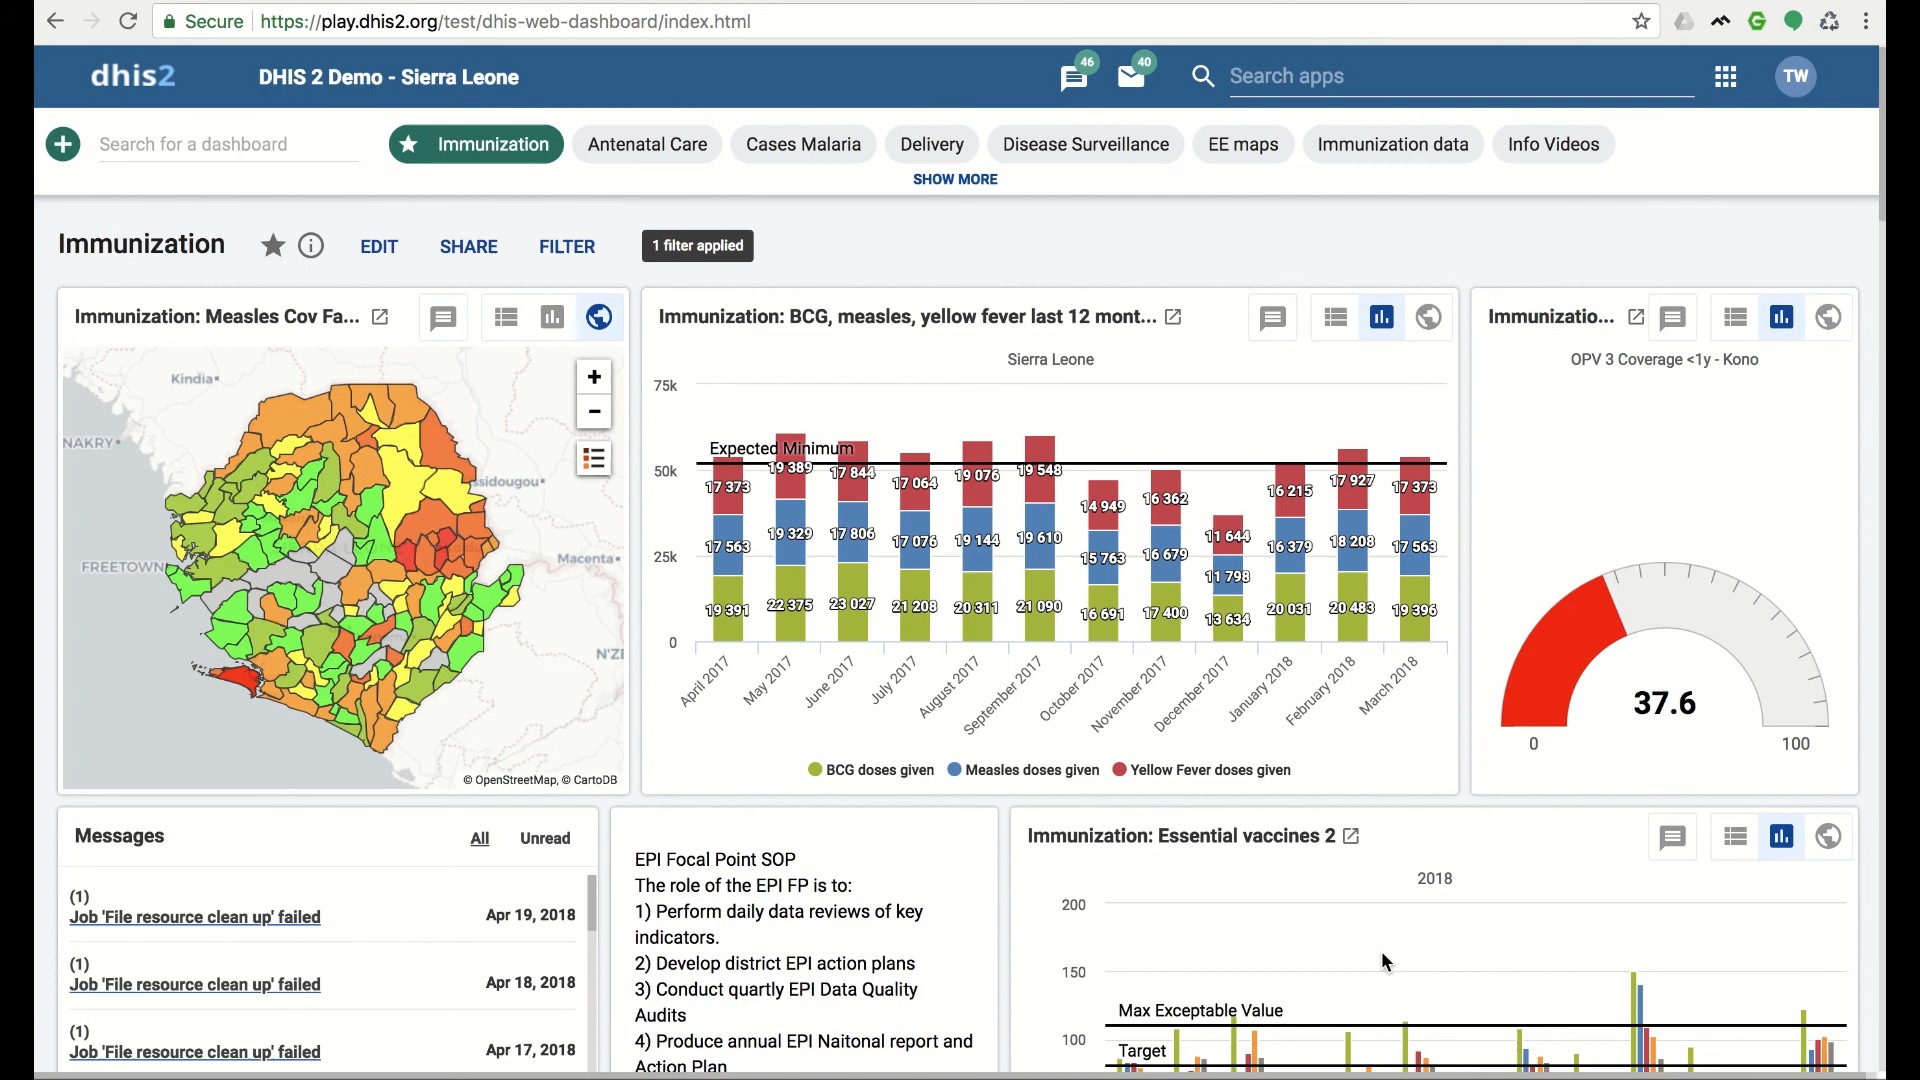 Secure
https://play.dhis2.org/test/dhis-web-dashboard/index.html
dhis2
DHIS 2 Demo - Sierra Leone
46
40
Search apps
TW
Search for a dashboard
Immunization
Antenatal Care
Cases Malaria
Delivery
Disease Surveillance
EE maps
Immunization data
Info Videos
SHOW MORE
Immunization
EDIT
SHARE
FILTER
1 filter applied
Immunization: Measles Cov Fa...
Kindia
NAKRY
FREETOWN
ssidougou
Macenta
N'ZE
© OpenStreetMap, © CartoDB
Immunization: BCG, measles, yellow fever last 12 mont...
Sierra Leone
75k
50k
25k
0
Expected Minimum
17 373
19 389
17 844
17 064
19 076
19 548
14 949
16 362
11 644
16 215
17 927
17 373
17 563
19 329
17 806
17 076
19 144
19 610
15 763
16 679
11 798
16 379
18 208
17 563
19 391
22 375
23 027
21 208
20 311
21 090
16 691
17 400
13 634
20 031
20 483
19 396
April 2017
May 2017
June 2017
July 2017
August 2017
September 2017
October 2017
November 2017
December 2017
January 2018
February 2018
March 2018
BCG doses given
Measles doses given
Yellow Fever doses given
Immunizatio...
OPV 3 Coverage <1y - Kono
37.6
0
100
Messages
All
Unread
(1)
Job 'File resource clean up' failed
Apr 19, 2018
(1)
Job 'File resource clean up' failed
Apr 18, 2018
(1)
Job 'File resource clean up' failed
Apr 17, 2018
EPI Focal Point SOP
The role of the EPI FP is to:
1) Perform daily data reviews of key
indicators.
2) Develop district EPI action plans
3) Conduct quartly EPI Data Quality
Audits
4) Produce annual EPI Naitonal report and
Action Plan
Immunization: Essential vaccines 2
2018
200
150
100
Max Exceptable Value
Target